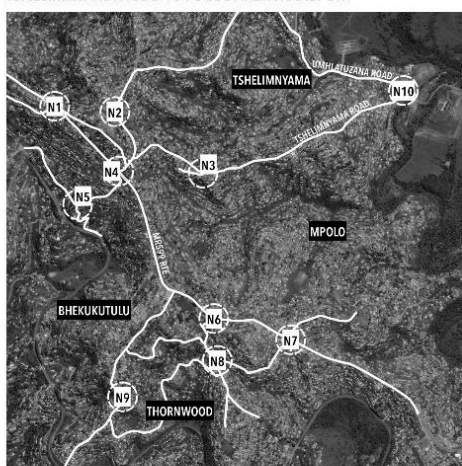 TSHELIMNYAMA
UMHLATUZANA ROAD
N10
N1
N2
TSHELIMNYAMA ROAD
N4
N3
N5
MPOLO
BHEKUKUTULU
N6
N7
N8
N9
THORNWOOD